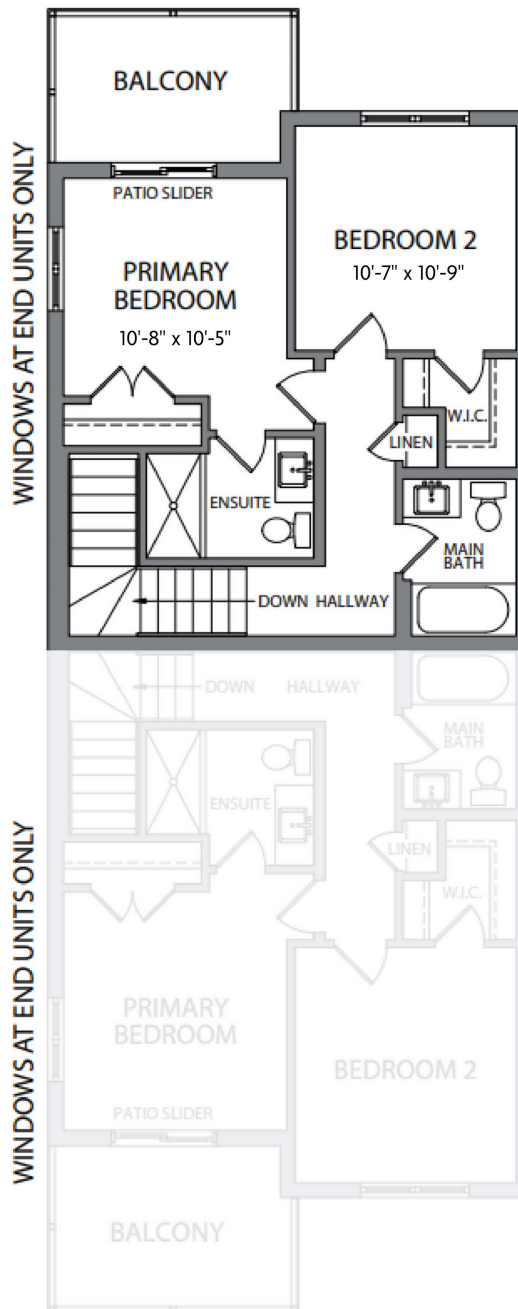 BALCONY
WINDOWS AT END UNITS ONLY
PATIO SLIDER
BEDROOM 2
10'-7" x 10'-9"
PRIMARY
BEDROOM
10'-8" x 10'-5"
W.I.C.
LINEN
ENSUITE
MAIN
BATH
DOWN HALLWAY
DOWN HALLWAY
MAIN
BATH
ENSUITE
LINEN
W.I.C.
WINDOWS AT END UNITS ONLY
PRIMARY
BEDROOM
BEDROOM 2
PATIO SLIDER
BALCONY